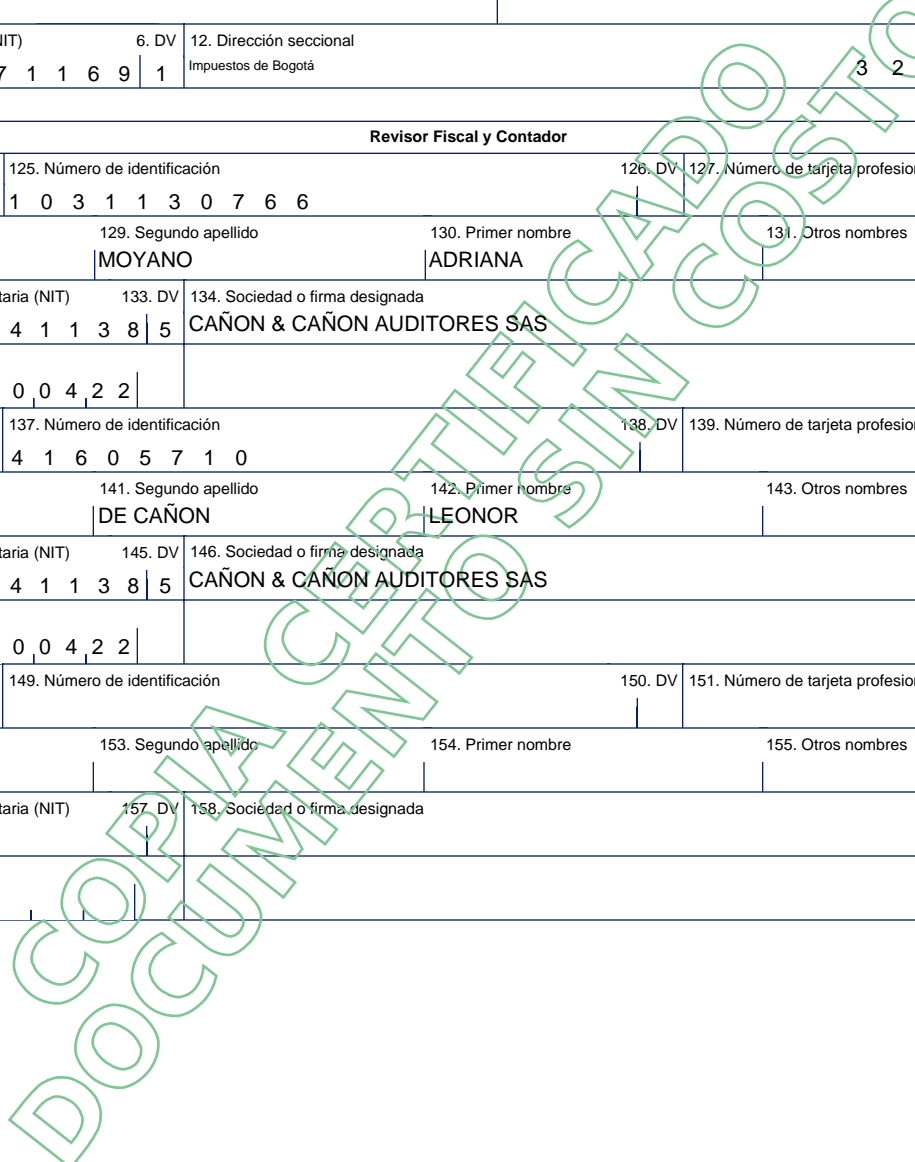 6. DV 12. Dirección seccional
1 1 6 9 1 Impuestos de Bogotá 3 2
Revisor Fiscal y Contador
125. Número de identificación 126. DV 127. Número de tarjeta
1 0 3 1 1 3 0 7 6 6
129. Segundo apellido 130. Primer nombre 131. Otros nombres
MOYANO ADRIANA
(NIT) 133. DV 134. Sociedad o firma designada
4 1 1 3 8 5 CAÑON & CAÑON AUDITORES SAS
0 0 4 2 2
137. Número de identificación 138. DV 139. Número de tarjeta
4 1 6 0 5 7 1 0
141. Segundo apellido 142. Primer nombre 143. Otros nombres
DE CAÑON LEONOR
(NIT) 145. DV 146. Sociedad o firma designada
4 1 1 3 8 5 CAÑON & CAÑON AUDITORES SAS
0 0 4 2 2
149. Número de identificación 150. DV 151. Número de tarjeta
153. Segundo apellido 154. Primer nombre 155. Otros nombres
(NIT) 157. DV 158. Sociedad o firma designada
COPIA CERTIFICADO
DOCUMENTO SIN COSTO